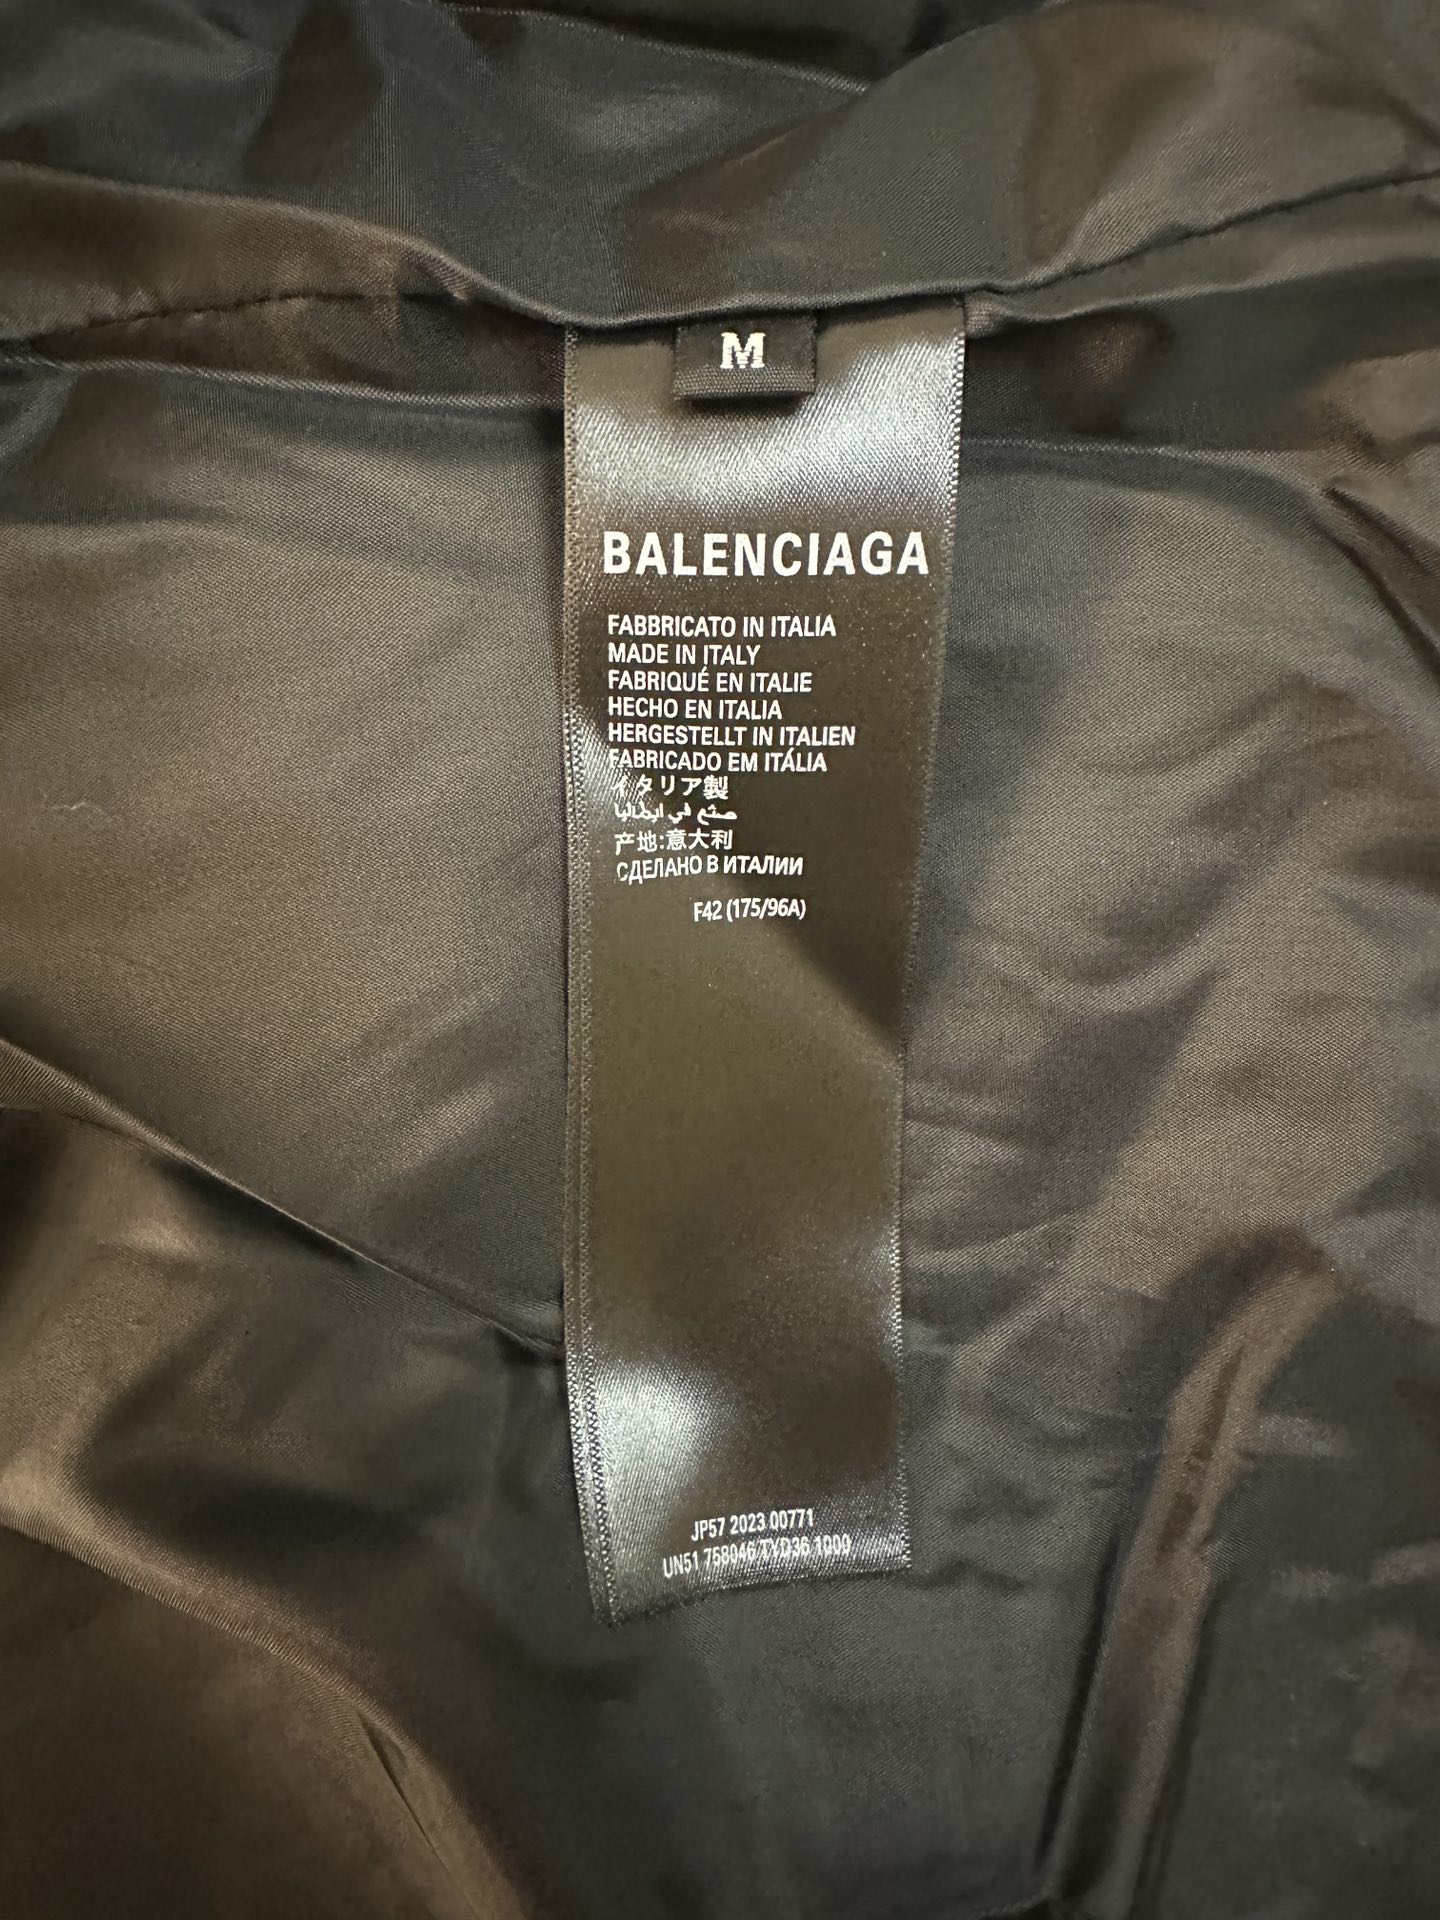 M
BALENCIAGA
FABBRICATO IN ITALIA
MADE IN ITALY
FABRIQUÉ EN ITALIE
HECHO EN ITALIA
HERGESTELLT IN ITALIEN
FABRICADO EM ITÁLIA
イタリア製
صنع في ايطاليا
产地:意大利
СДЕЛАНО В ИТАЛИИ
F42 (175/96A)
JP57 2023 00771
UN51 758046 TYD36 1000